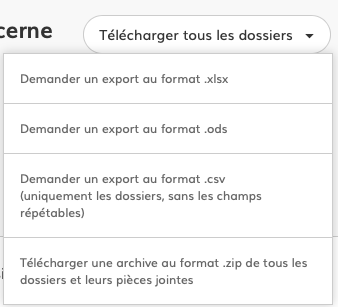 cerne
Télécharger tous les dossiers
Demander un export au format .xlsx
Demander un export au format .ods
Demander un export au format .csv
(uniquement les dossiers, sans les champs
répétables)
Télécharger une archive au format .zip de tous les
dossiers et leurs pièces jointes